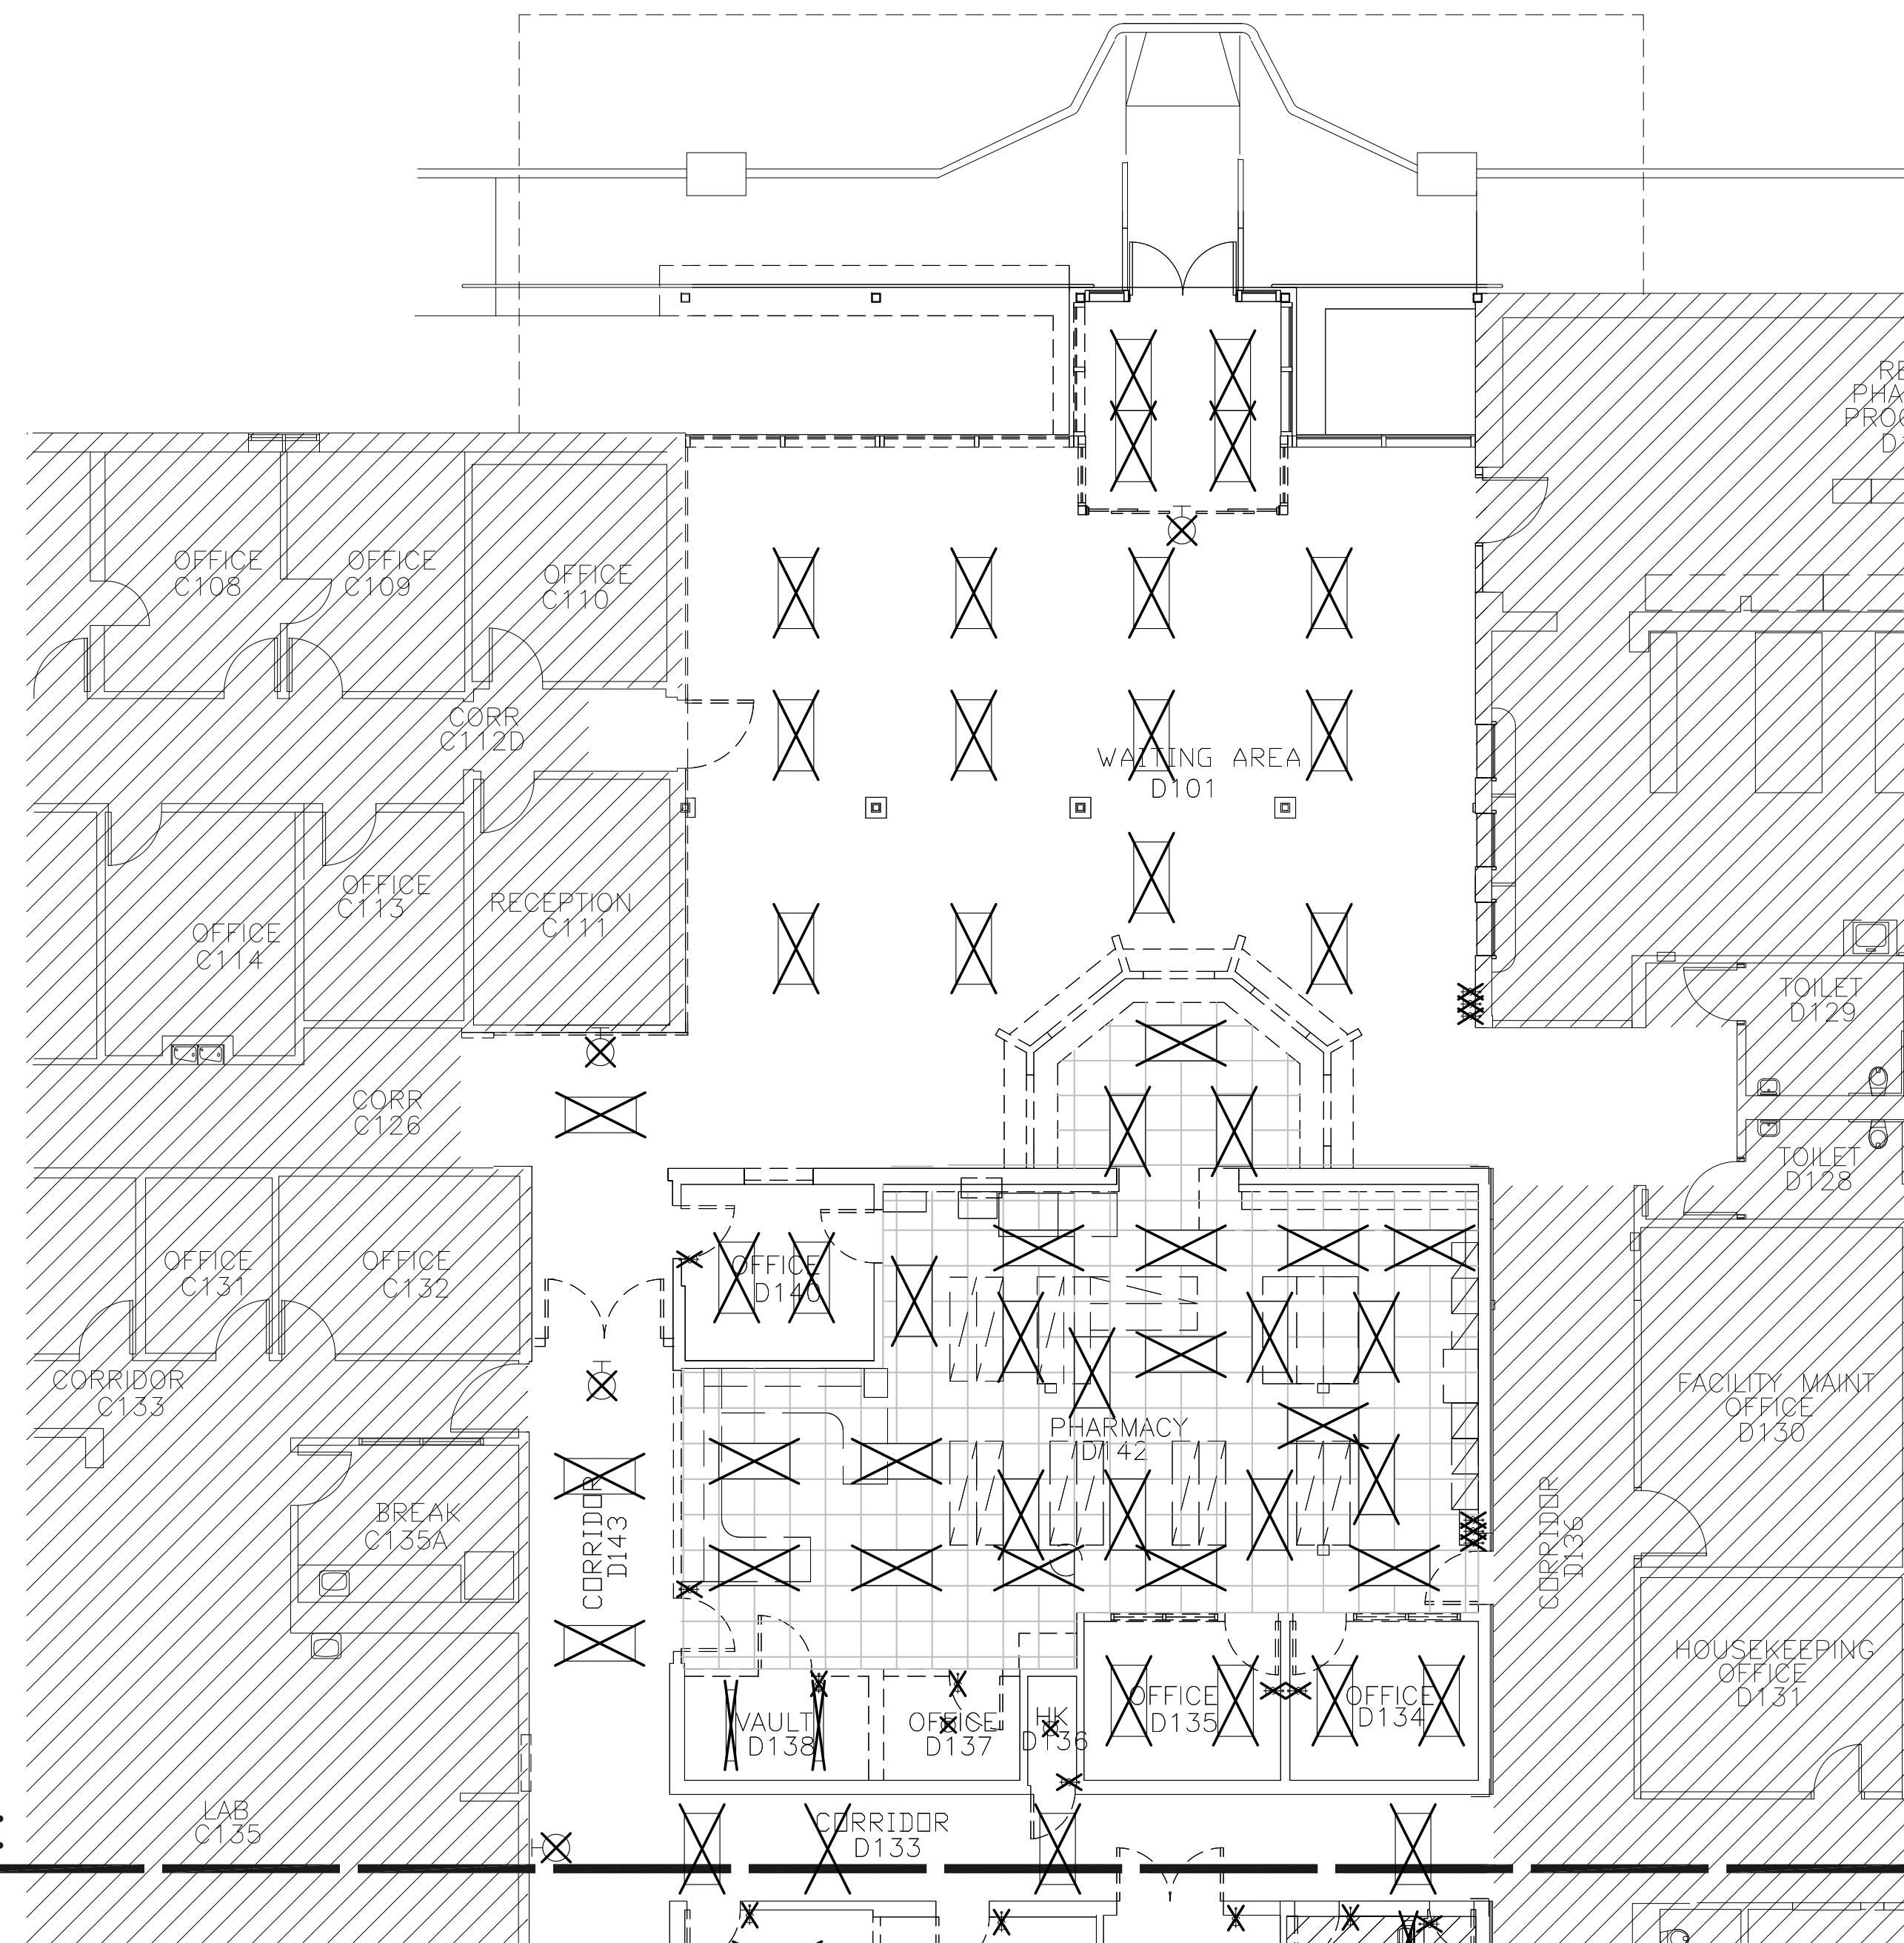 OFFICE
C108
OFFICE
C109
OFFICE
C110
CORR
C112D
WAITING AREA
D101
OFFICE
C113
RECEPTION
C111
OFFICE
C114
TOILET
D129
CORR
C126
TOILET
D128
OFFICE
C131
OFFICE
C132
OFFICE
D140
CORRIDOR
C133
FACILITY MAINT
OFFICE
D130
PHARMACY
D142
BREAK
C135A
CORRIDOR
D143
CORRIDOR
D136
HOUSEKEEPING
OFFICE
D131
VAULT
D138
OFFICE
D137
HK
D136
OFFICE
D135
OFFICE
D134
LAB
C135
CORRIDOR
D133